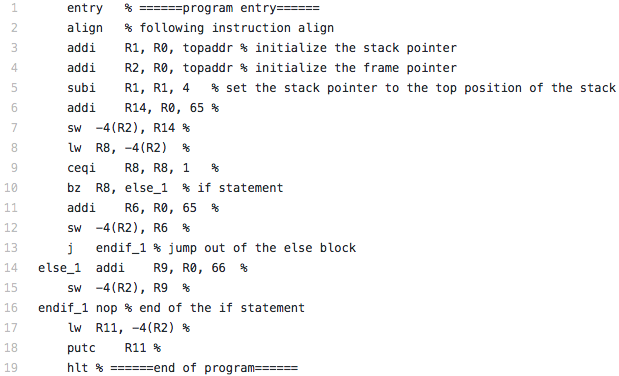 1 entry % ======program entry======
2 align % following instruction align
3 addi R1, R0, topaddr % initialize the stack pointer
4 addi R2, R0, topaddr % initialize the frame pointer
5 subi R1, R1, 4 % set the stack pointer to the top position of the stack
6 addi R14, R0, 65 %
7 sw -4(R2), R14 %
8 lw R8, -4(R2) %
9 ceqi R8, R8, 1 %
10 bz R8, else_1 % if statement
11 addi R6, R0, 65 %
12 sw -4(R2), R6 %
13 j endif_1 % jump out of the else block
14 else_1 addi R9, R0, 66 %
15 sw -4(R2), R9 %
16 endif_1 nop % end of the if statement
17 lw R11, -4(R2) %
18 putc R11 %
19 hlt % ======end of program======